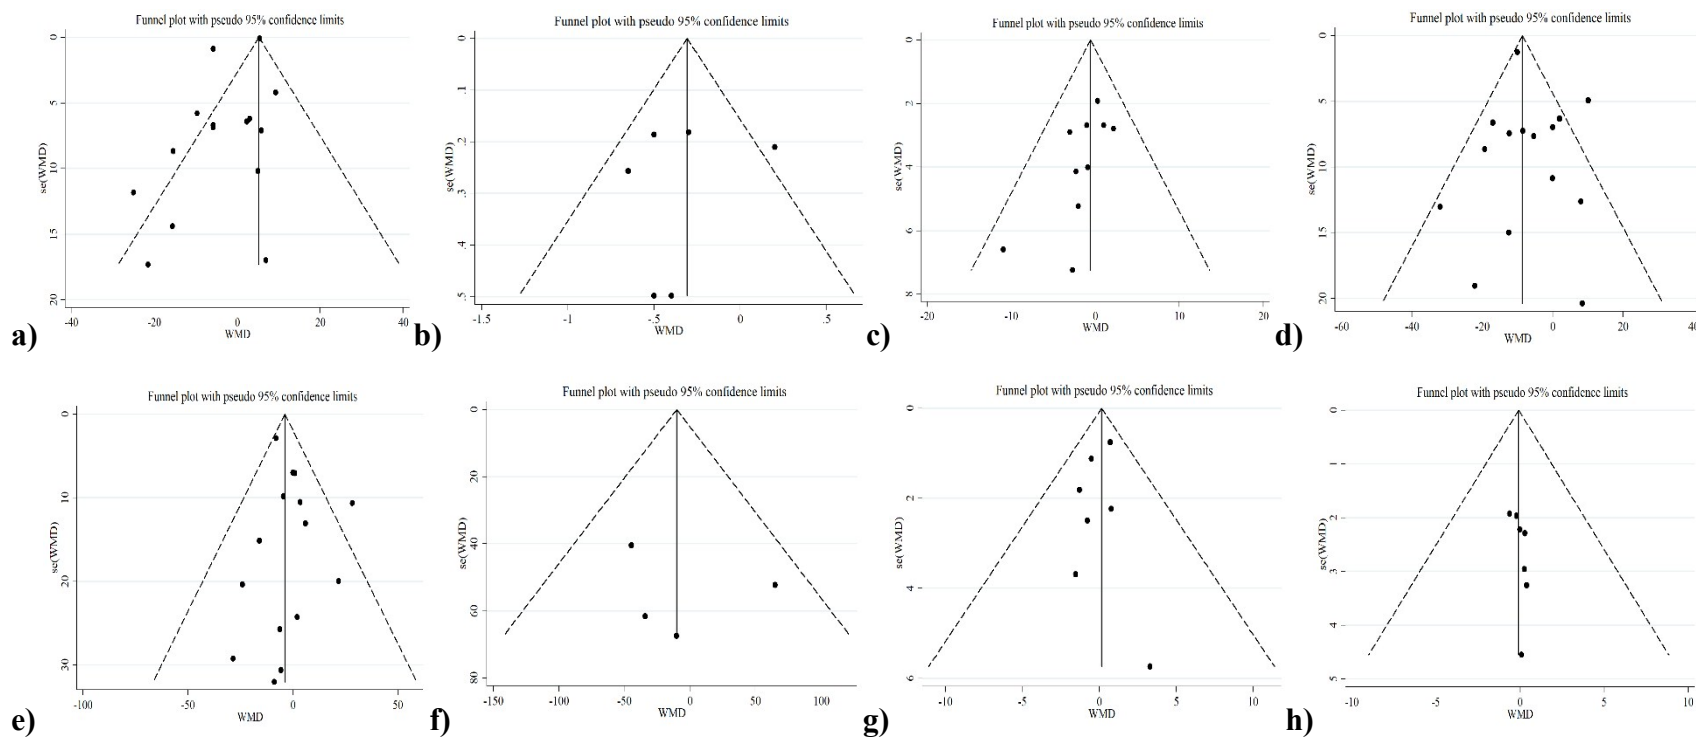 Funnel plot with pseudo 95% confidence limits
se(WMD)
0
5
10
15
20
-40
-20
0
20
40
WMD
a)
Funnel plot with pseudo 95% confidence limits
se(WMD)
0
.1
.2
.3
.4
.5
-1.5
-1
-.5
0
.5
WMD
b)
Funnel plot with pseudo 95% confidence limits
se(WMD)
0
2
4
6
8
-20
-10
0
10
20
WMD
c)
Funnel plot with pseudo 95% confidence limits
se(WMD)
0
5
10
15
20
-60
-40
-20
0
20
40
WMD
d)
Funnel plot with pseudo 95% confidence limits
se(WMD)
0
10
20
30
-100
-50
0
50
WMD
e)
Funnel plot with pseudo 95% confidence limits
se(WMD)
0
20
40
60
80
-150
-100
-50
0
50
100
WMD
f)
Funnel plot with pseudo 95% confidence limits
se(WMD)
0
2
4
6
-10
-5
0
5
10
WMD
g)
Funnel plot with pseudo 95% confidence limits
se(WMD)
0
1
2
3
4
5
-10
-5
0
5
10
WMD
h)